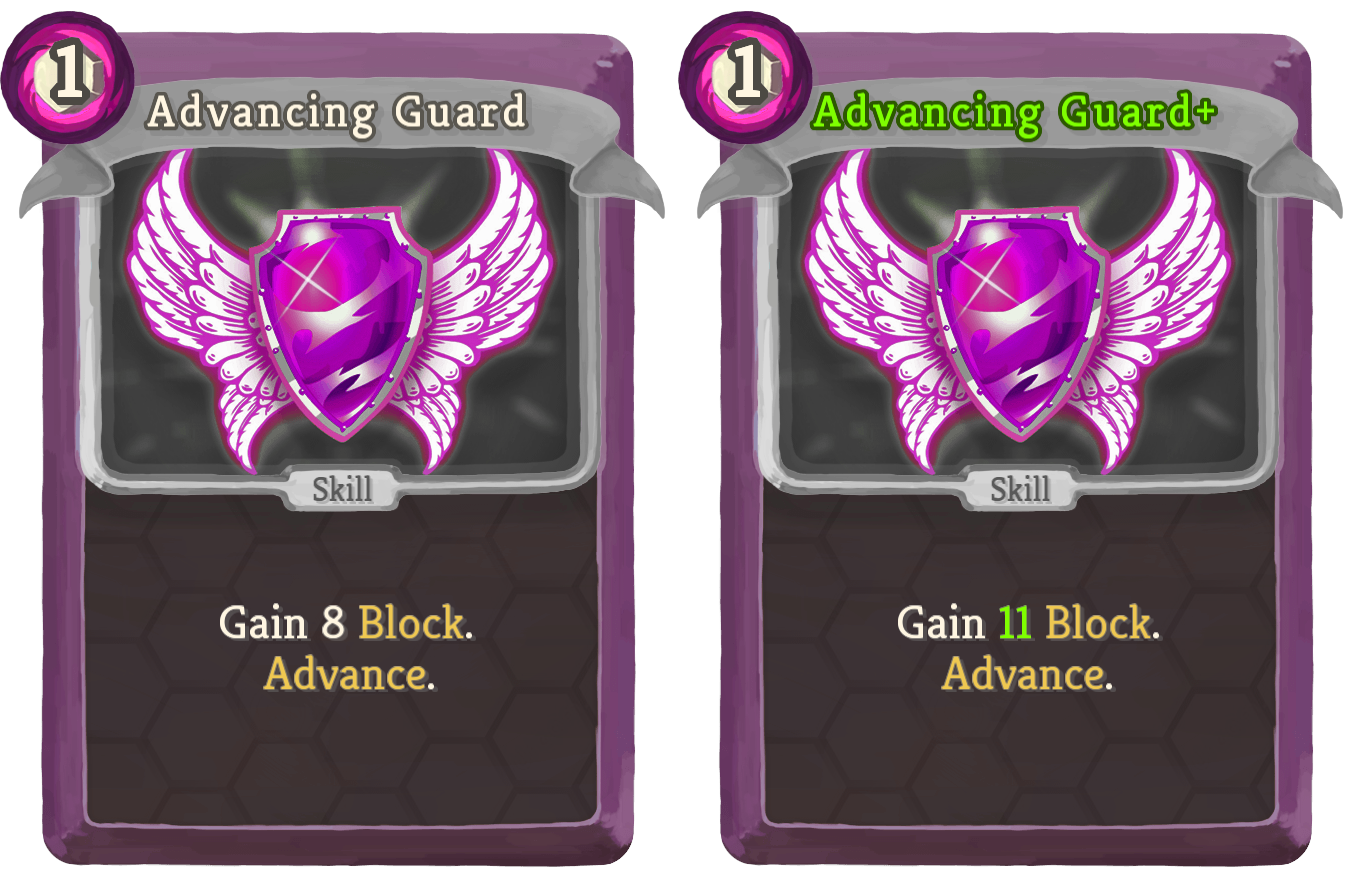 1
Advancing Guard
Skill
Gain 8 Block.
Advance.
1
Advancing Guard+
Skill
Gain 11 Block.
Advance.